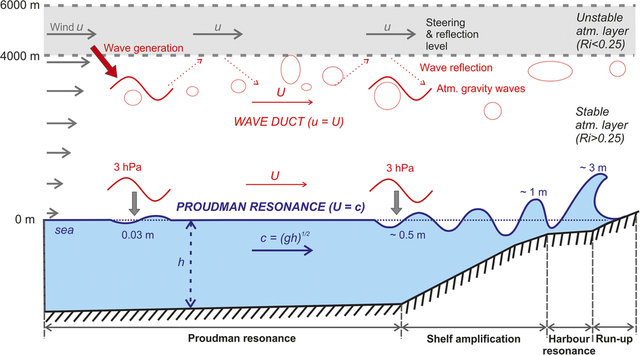 6000 m
Wind u
u
u
Steering
& reflection
level
Unstable
atm. layer
(Ri<0.25)
4000 m
Wave generation
Wave reflection
U
Atm. gravity waves
WAVE DUCT (u = U)
Stable
atm. layer
(Ri>0.25)
3 hPa
U
3 hPa
~ 3 m
~ 1 m
PROUDMAN RESONANCE (U = c)
0 m
sea
0.03 m
c = (gh)1/2
~ 0.5 m
h
Proudman resonance
Shelf amplification
Harbour
resonance
Run-up